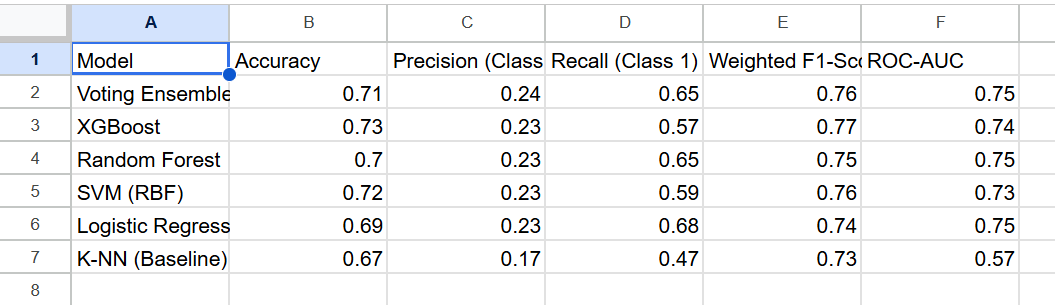 A B C D E F
1 Model Accuracy Precision (Class Recall (Class 1) Weighted F1-Sco ROC-AUC
2 Voting Ensemble 0.71 0.24 0.65 0.76 0.75
3 XGBoost 0.73 0.23 0.57 0.77 0.74
4 Random Forest 0.7 0.23 0.65 0.75 0.75
5 SVM (RBF) 0.72 0.23 0.59 0.76 0.73
6 Logistic Regress 0.69 0.23 0.68 0.74 0.75
7 K-NN (Baseline) 0.67 0.17 0.47 0.73 0.57
8